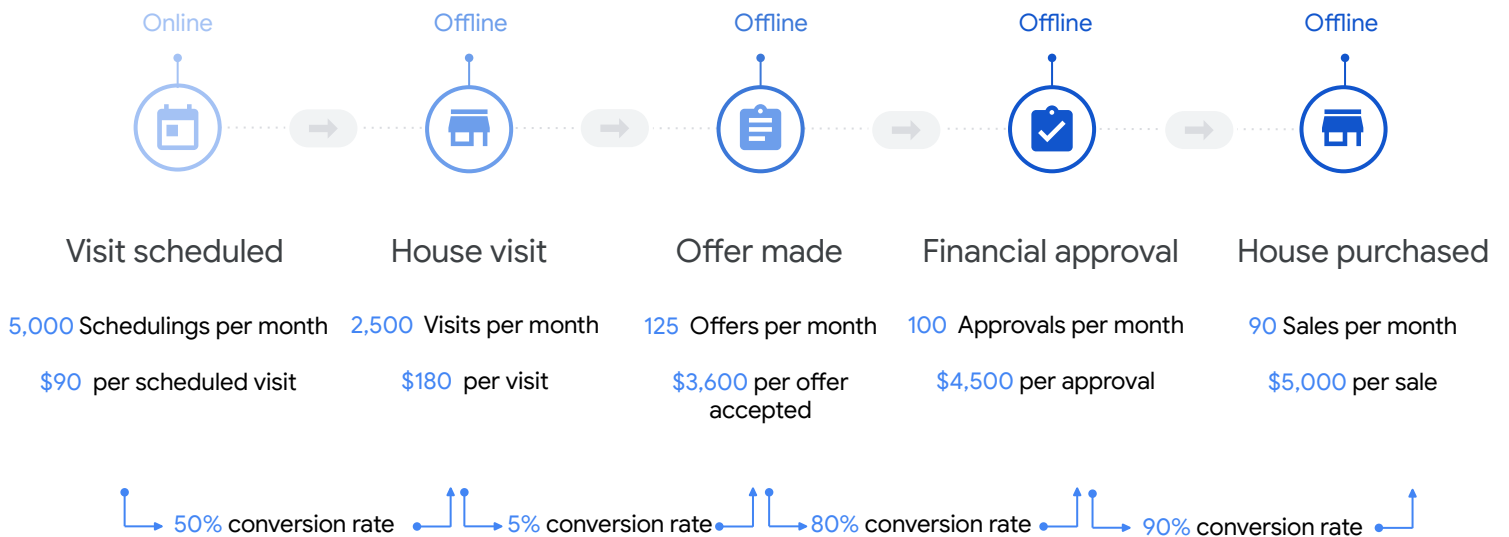 Online
Offline
Offline
Offline
Offline
Visit scheduled
House visit
Offer made
Financial approval
House purchased
5,000 Schedulings per month
2,500 Visits per month
125 Offers per month
100 Approvals per month
90 Sales per month
$90 per scheduled visit
$180 per visit
$3,600 per offer
accepted
$4,500 per approval
$5,000 per sale
50% conversion rate
5% conversion rate
80% conversion rate
90% conversion rate